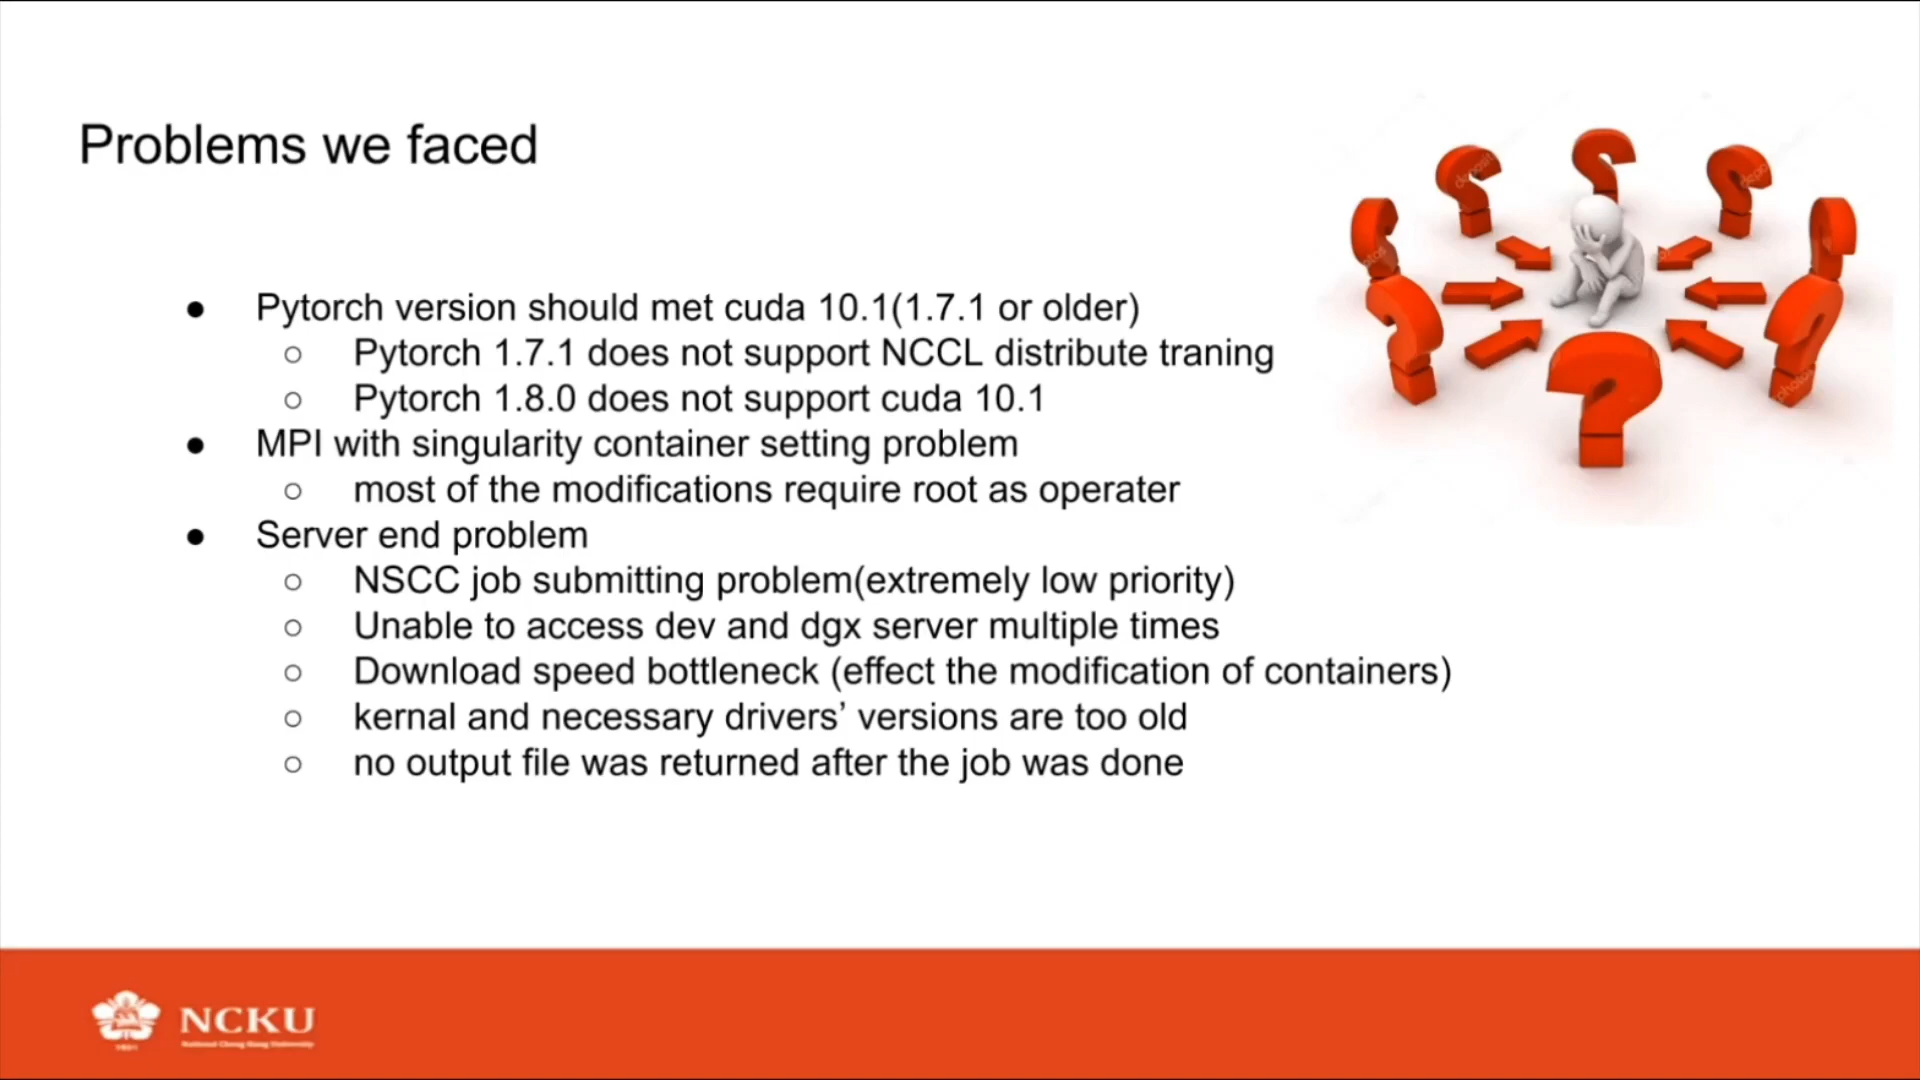 Problems we faced
● Pytorch version should met cuda 10.1(1.7.1 or older)
○ Pytorch 1.7.1 does not support NCCL distribute traning
○ Pytorch 1.8.0 does not support cuda 10.1
● MPI with singularity container setting problem
○ most of the modifications require root as operater
● Server end problem
○ NSCC job submitting problem(extremely low priority)
○ Unable to access dev and dgx server multiple times
○ Download speed bottleneck (effect the modification of containers)
○ kernal and necessary drivers’ versions are too old
○ no output file was returned after the job was done
NCKU
National Cheng Kung University